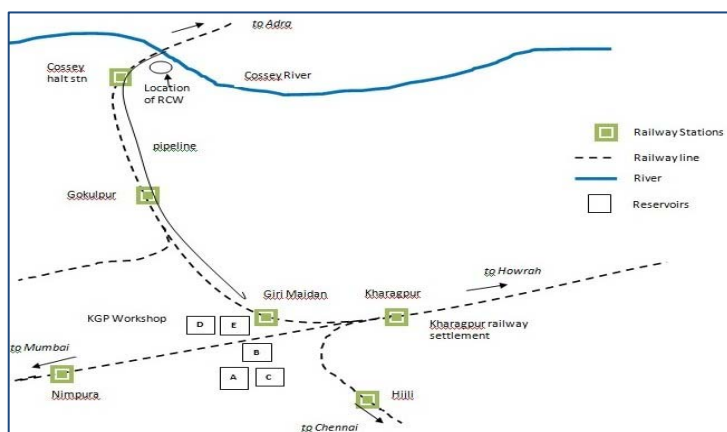 to Adra
Cossey
halt stn
Location
of RCW
Cossey River
pipeline
Railway Stations
Railway line
River
Reservoirs
Gokulpur
to Howrah
Giri Maidan
Kharagpur
KGP Workshop
D
E
Kharagpur railway
settlement
to Mumbai
B
A
C
Nimpura
Hijli
to Chennai